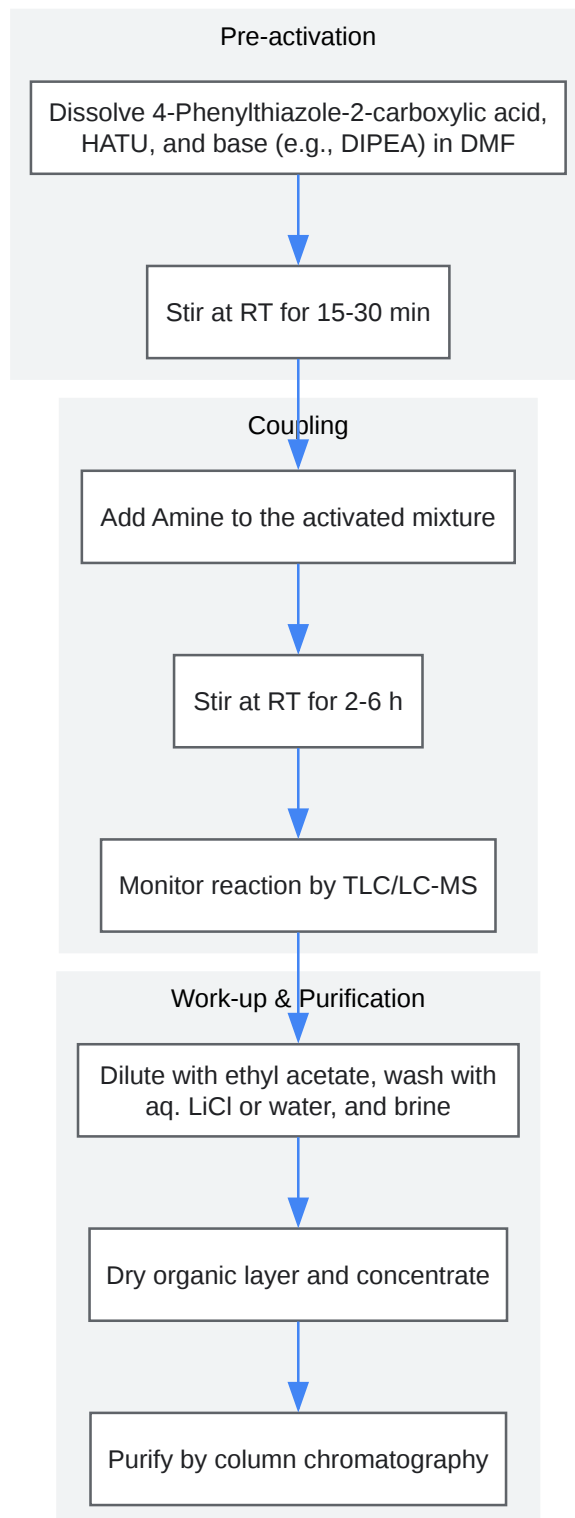 Pre-activation
Dissolve 4-Phenylthiazole-2-carboxylic acid,
HATU, and base (e.g., DIPEA) in DMF
Stir at RT for 15-30 min
Coupling
Add Amine to the activated mixture
Stir at RT for 2-6 h
Monitor reaction by TLC/LC-MS
Work-up & Purification
Dilute with ethyl acetate, wash with
aq. LiCl or water, and brine
Dry organic layer and concentrate
Purify by column chromatography